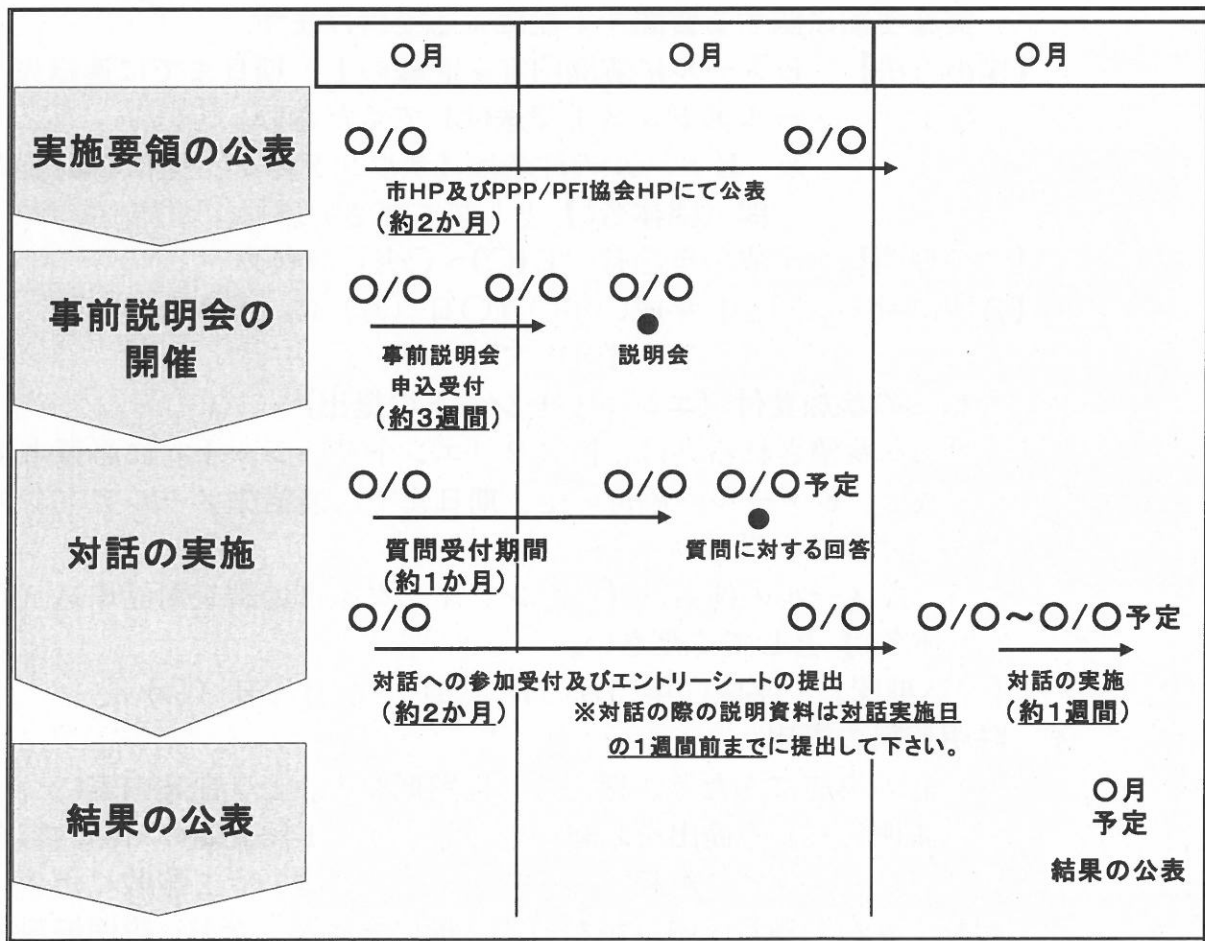 〇月 〇月 〇月
実施要領の公表
〇/〇 〇/〇
市HP及びPPP/PFI協会HPにて公表
(約2か月)
事前説明会の
開催
〇/〇 〇/〇 〇/〇
事前説明会
申込受付
(約3週間)
説明会
対話の実施
〇/〇 〇/〇 〇/〇予定
質問受付期間
(約1か月)
質問に対する回答
〇/〇 〇/〇 〇/〇～〇/〇予定
対話への参加受付及びエントリーシートの提出
(約2か月)
※対話の際の説明資料は対話実施日
の1週間前までに提出して下さい。
対話の実施
(約1週間)
結果の公表
〇月
予定
結果の公表